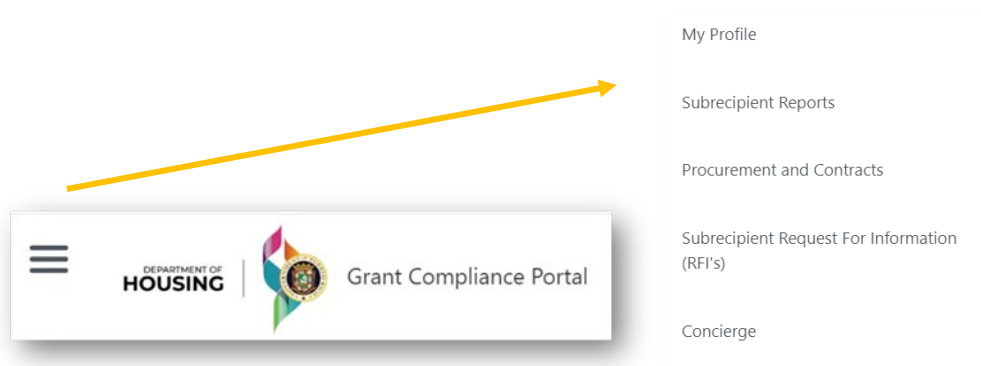 My Profile
Subrecipient Reports
Procurement and Contracts
Subrecipient Request For Information
(RFI's)
Concierge
DEPARTMENT OF
HOUSING
Grant Compliance Portal